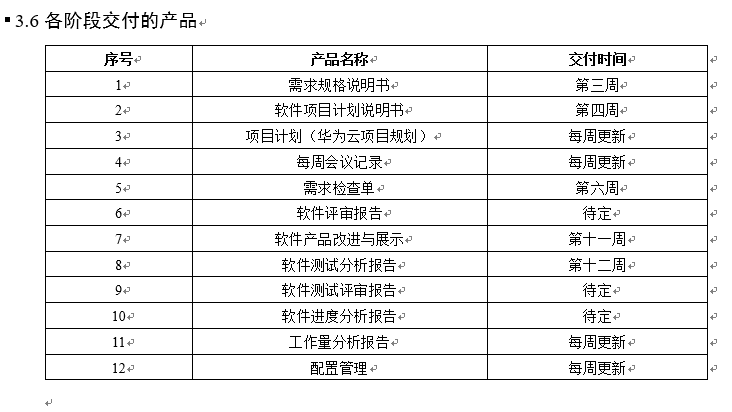 3.6 各阶段交付的产品
序号 产品名称 交付时间
1 需求规格说明书 第三周
2 软件项目计划说明书 第四周
3 项目计划（华为云项目规划） 每周更新
4 每周会议记录 每周更新
5 需求检查单 第六周
6 软件评审报告 待定
7 软件产品改进与展示 第十一周
8 软件测试分析报告 第十二周
9 软件测试评审报告 待定
10 软件进度分析报告 待定
11 工作量分析报告 每周更新
12 配置管理 每周更新